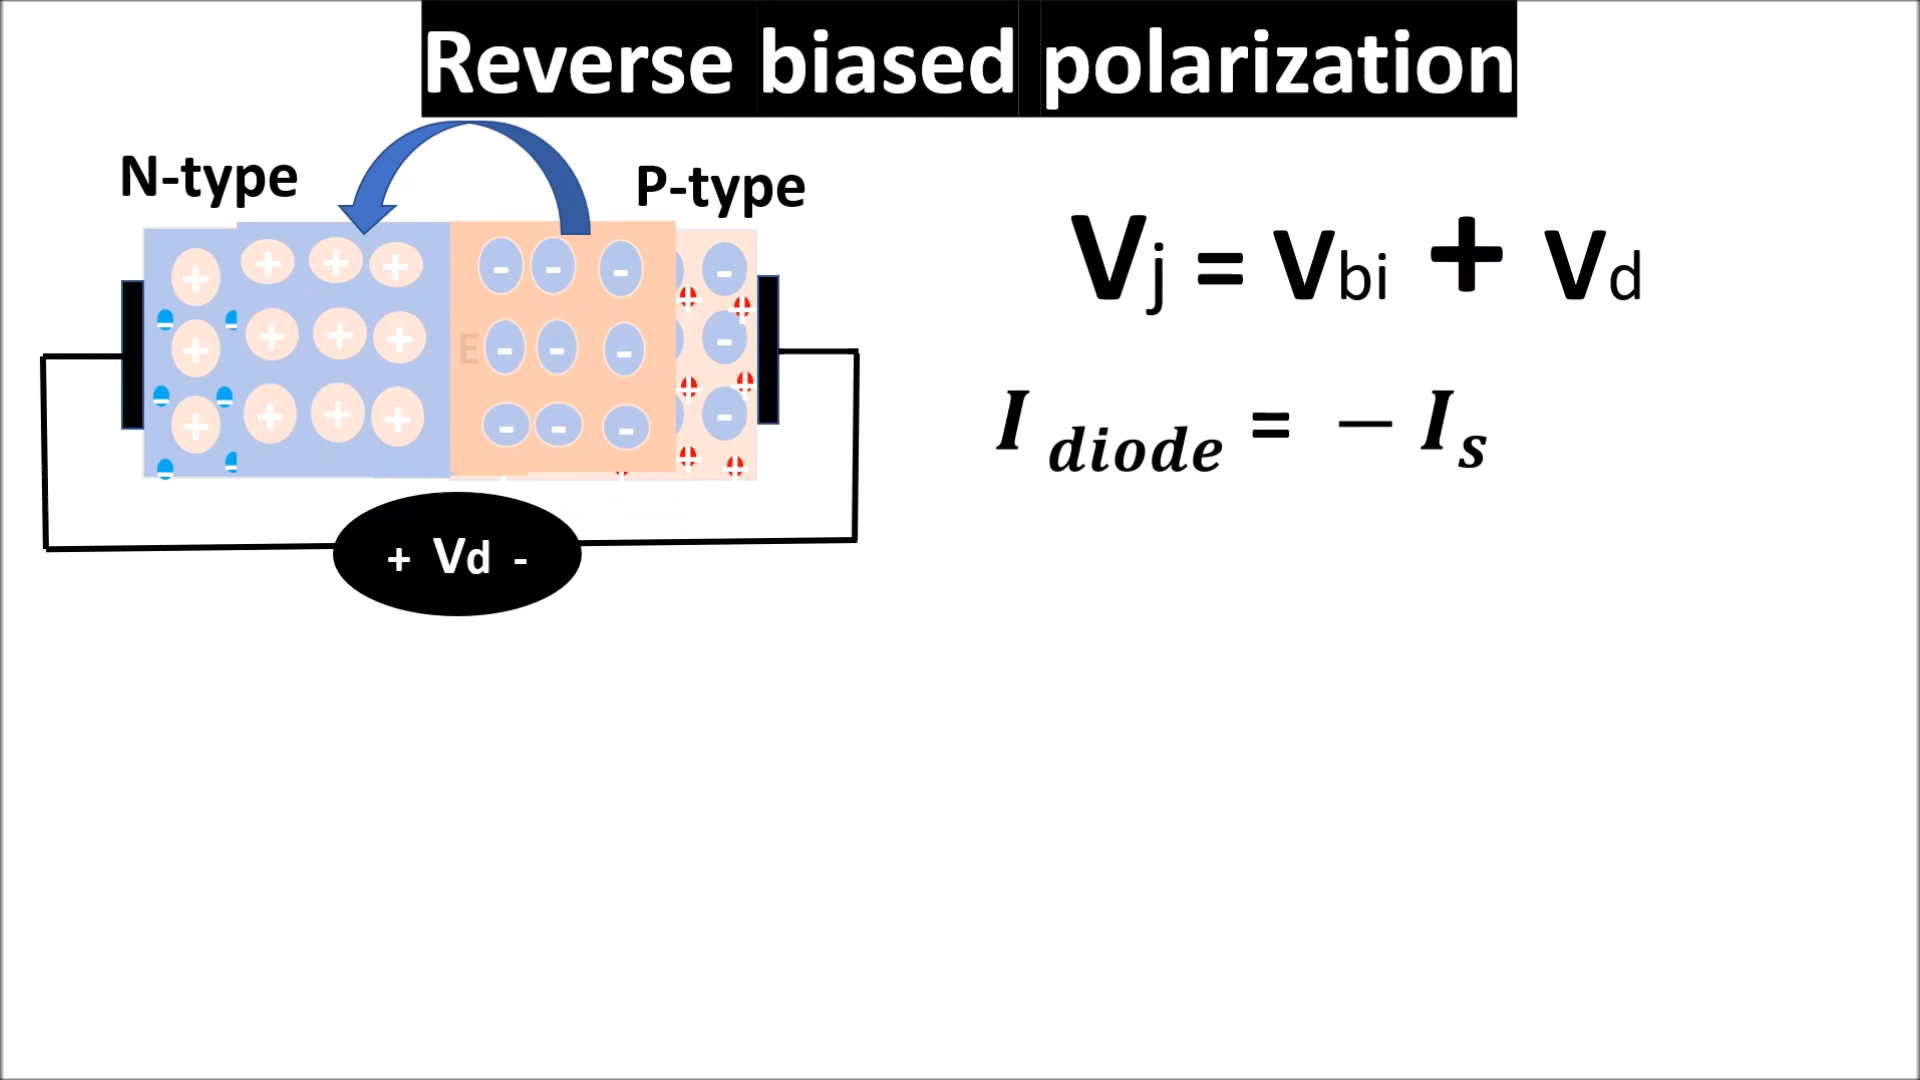 Reverse biased polarization
N-type
P-type
Vj = Vbi + Vd
E
I diode = − Is
+ Vd -